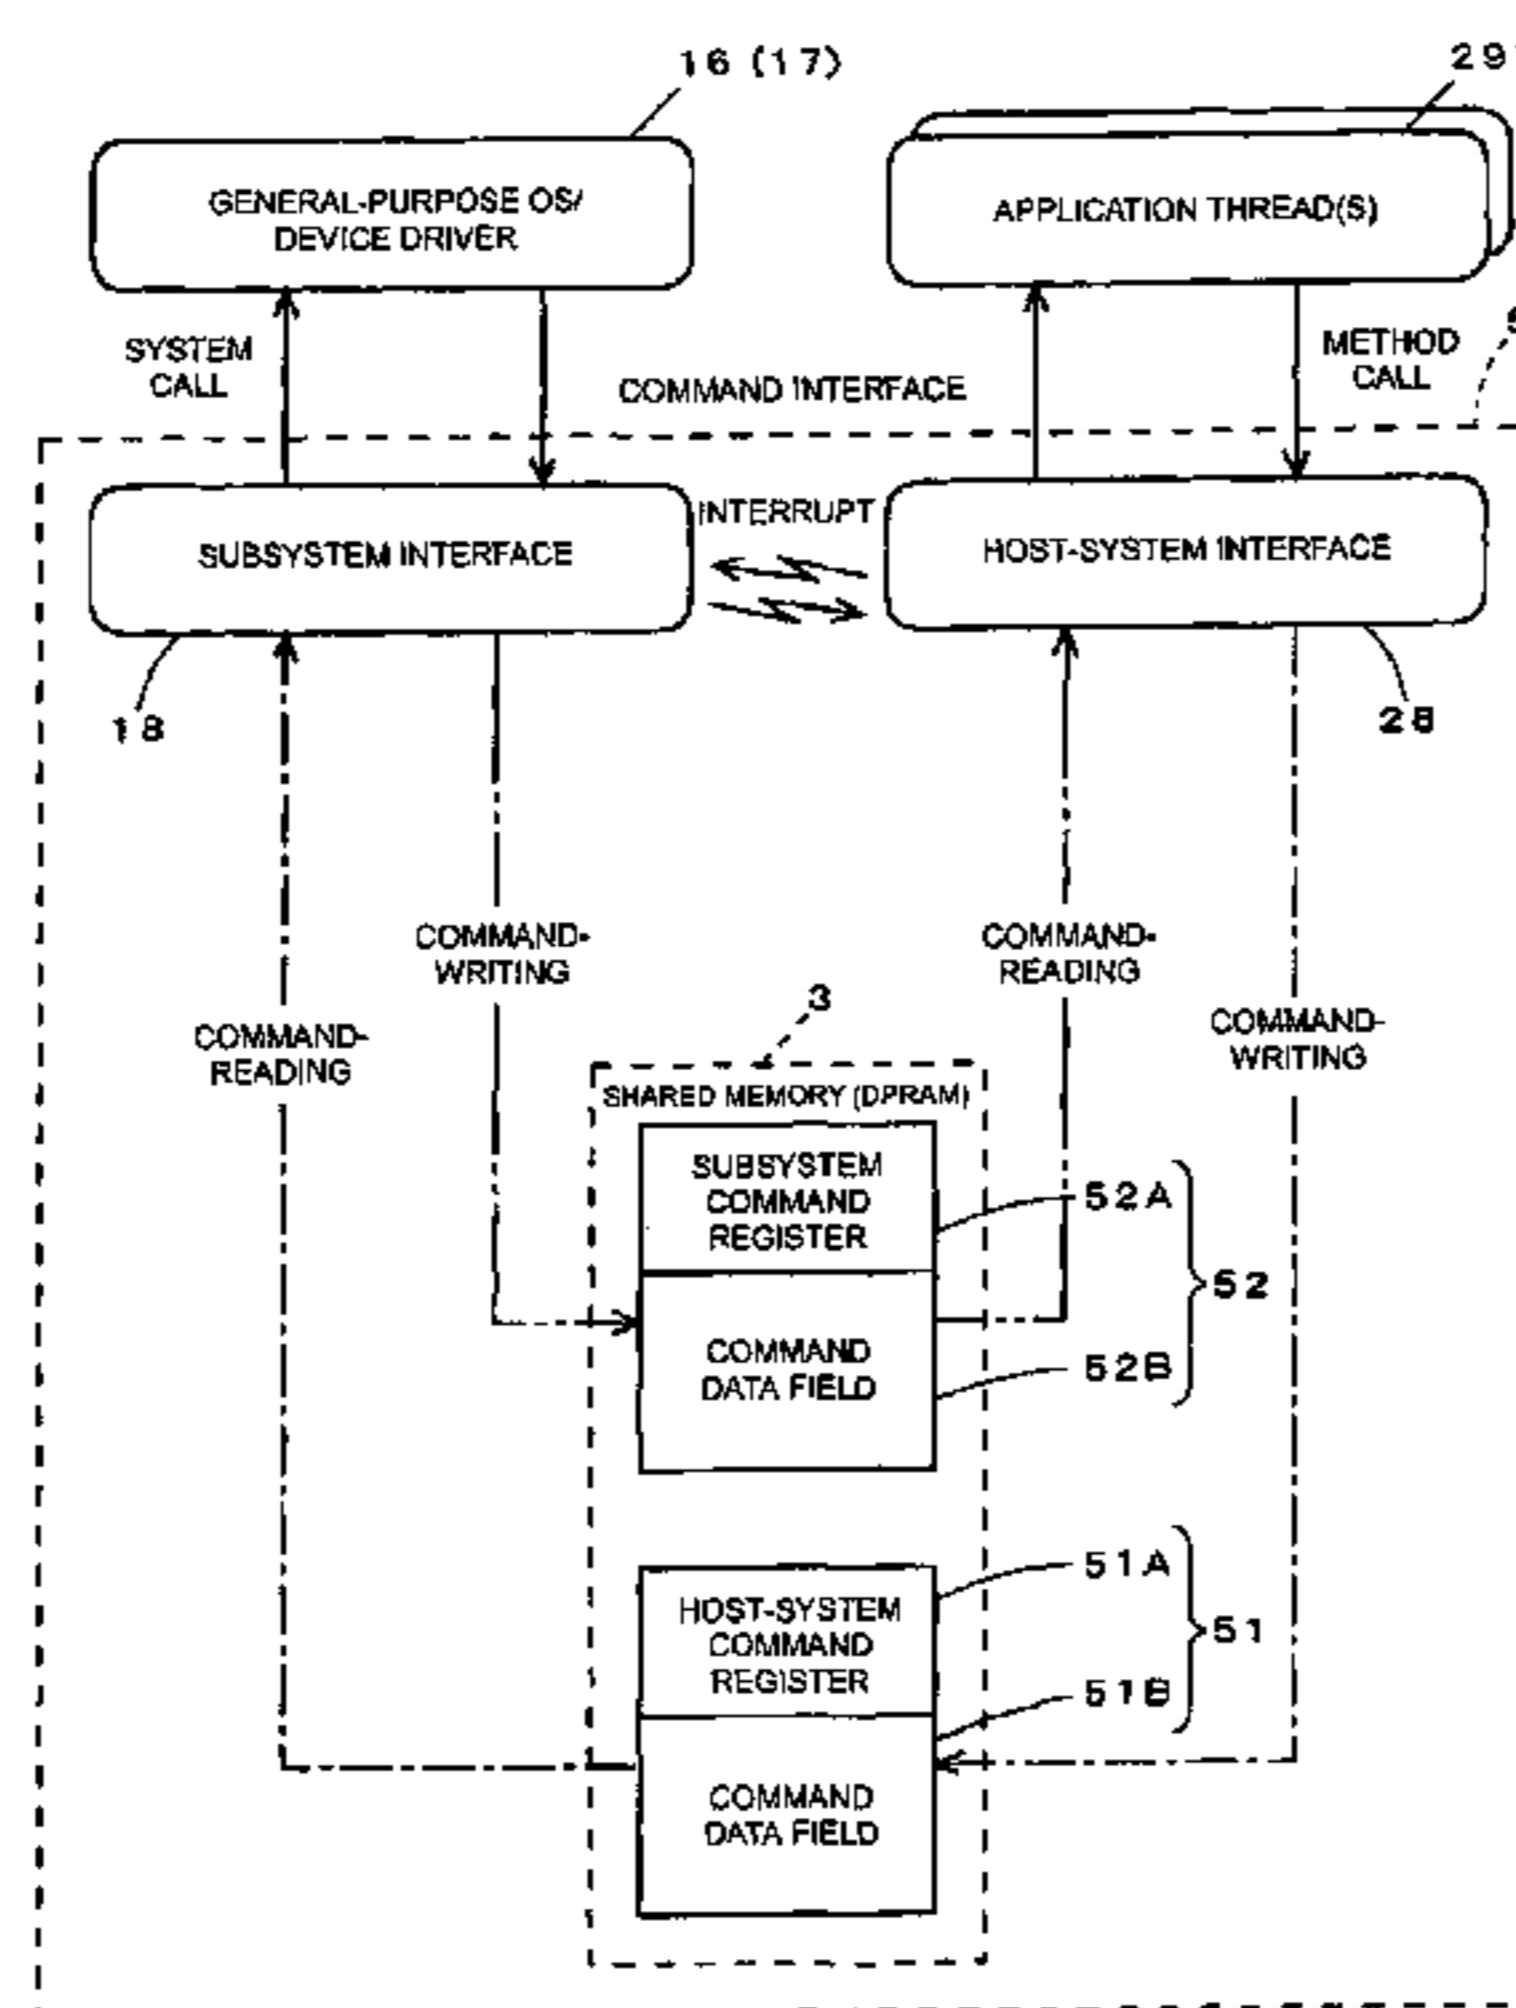 16 (17)
29
GENERAL-PURPOSE OS/
DEVICE DRIVER
APPLICATION THREAD(S)
SYSTEM
CALL
COMMAND INTERFACE
METHOD
CALL
SUBSYSTEM INTERFACE
INTERRUPT
HOST-SYSTEM INTERFACE
18
28
COMMAND-
WRITING
COMMAND-
READING
COMMAND-
READING
3
COMMAND-
WRITING
SHARED MEMORY (DPRAM)
SUBSYSTEM
COMMAND
REGISTER
52A
52
COMMAND
DATA FIELD
52B
HOST-SYSTEM
COMMAND
REGISTER
51A
51
51B
COMMAND
DATA FIELD